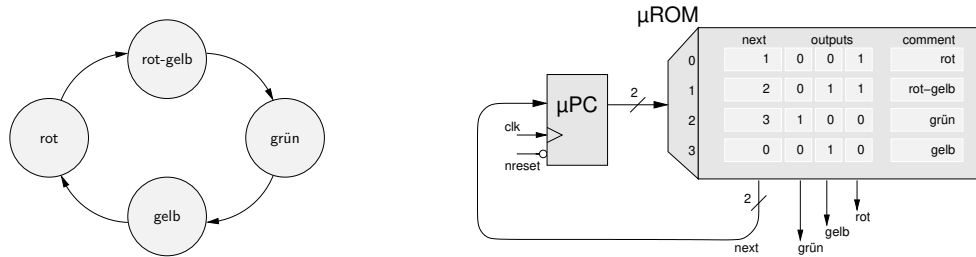 rot-gelb
rot
grün
gelb
µROM
next outputs comment
0 1 0 0 1 rot
1 2 0 1 1 rot-gelb
2 3 1 0 0 grün
3 0 0 1 0 gelb
µPC
2
clk
nreset
2
next
grün
gelb
rot